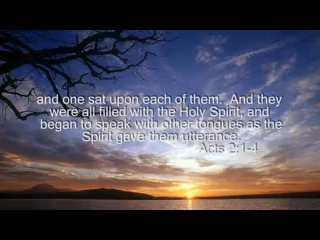 and one sat upon each of them. And they
were all filled with the Holy Spirit, and
began to speak with other tongues as the
Spirit gave them utterance.
Acts 2:1-4